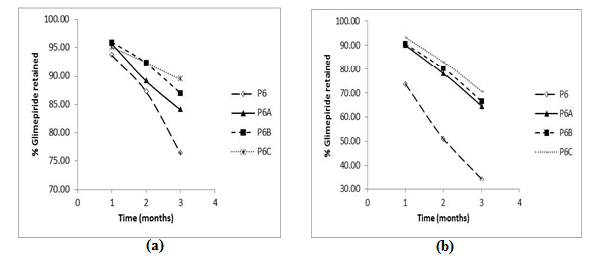 100.00
95.00
90.00
85.00
80.00
75.00
70.00
0 1 2 3 4
% Glimepiride retained
Time (months)
P6
P6A
P6B
P6C
(a)
100.00
90.00
80.00
70.00
60.00
50.00
40.00
30.00
0 1 2 3 4
% Glimepiride retained
Time (months)
P6
P6A
P6B
P6C
(b)